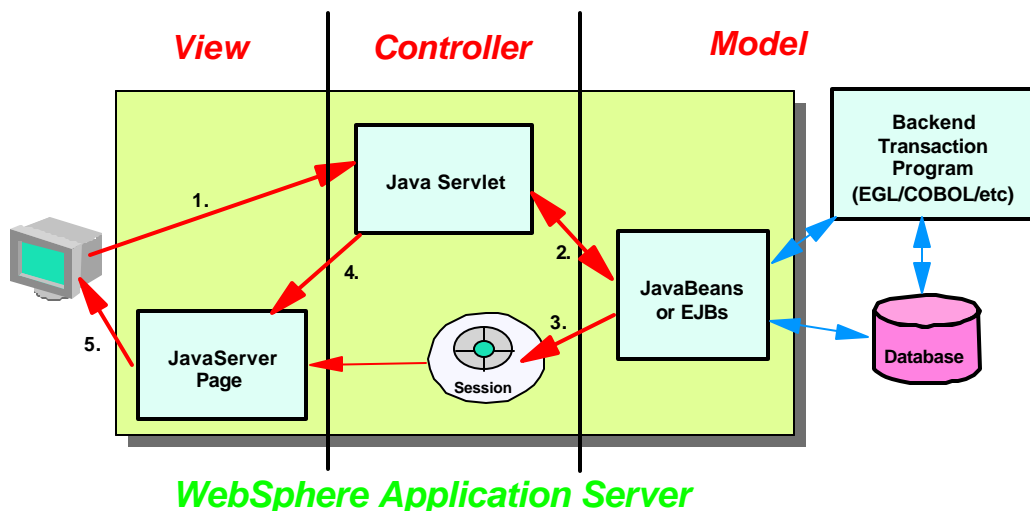 View
Controller
Model
Backend
Transaction
Program
(EGL/COBOL/etc)
Java Servlet
1.
2.
4.
JavaBeans
or EJBs
3.
5.
JavaServer
Page
Session
Database
WebSphere Application Server